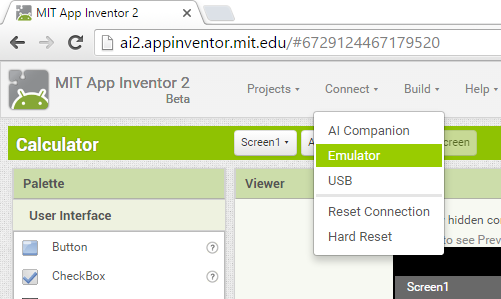 MIT App Inventor 2
ai2.appinventor.mit.edu/#6729124467179520
MIT App Inventor 2
Beta
Projects
Connect
Build
Help
AI Companion
Emulator
USB
Reset Connection
Hard Reset
Calculator
Screen1
A
creen
Palette
Viewer
User Interface
Button
?
CheckBox
?
hidden co
to see Prev
Screen1